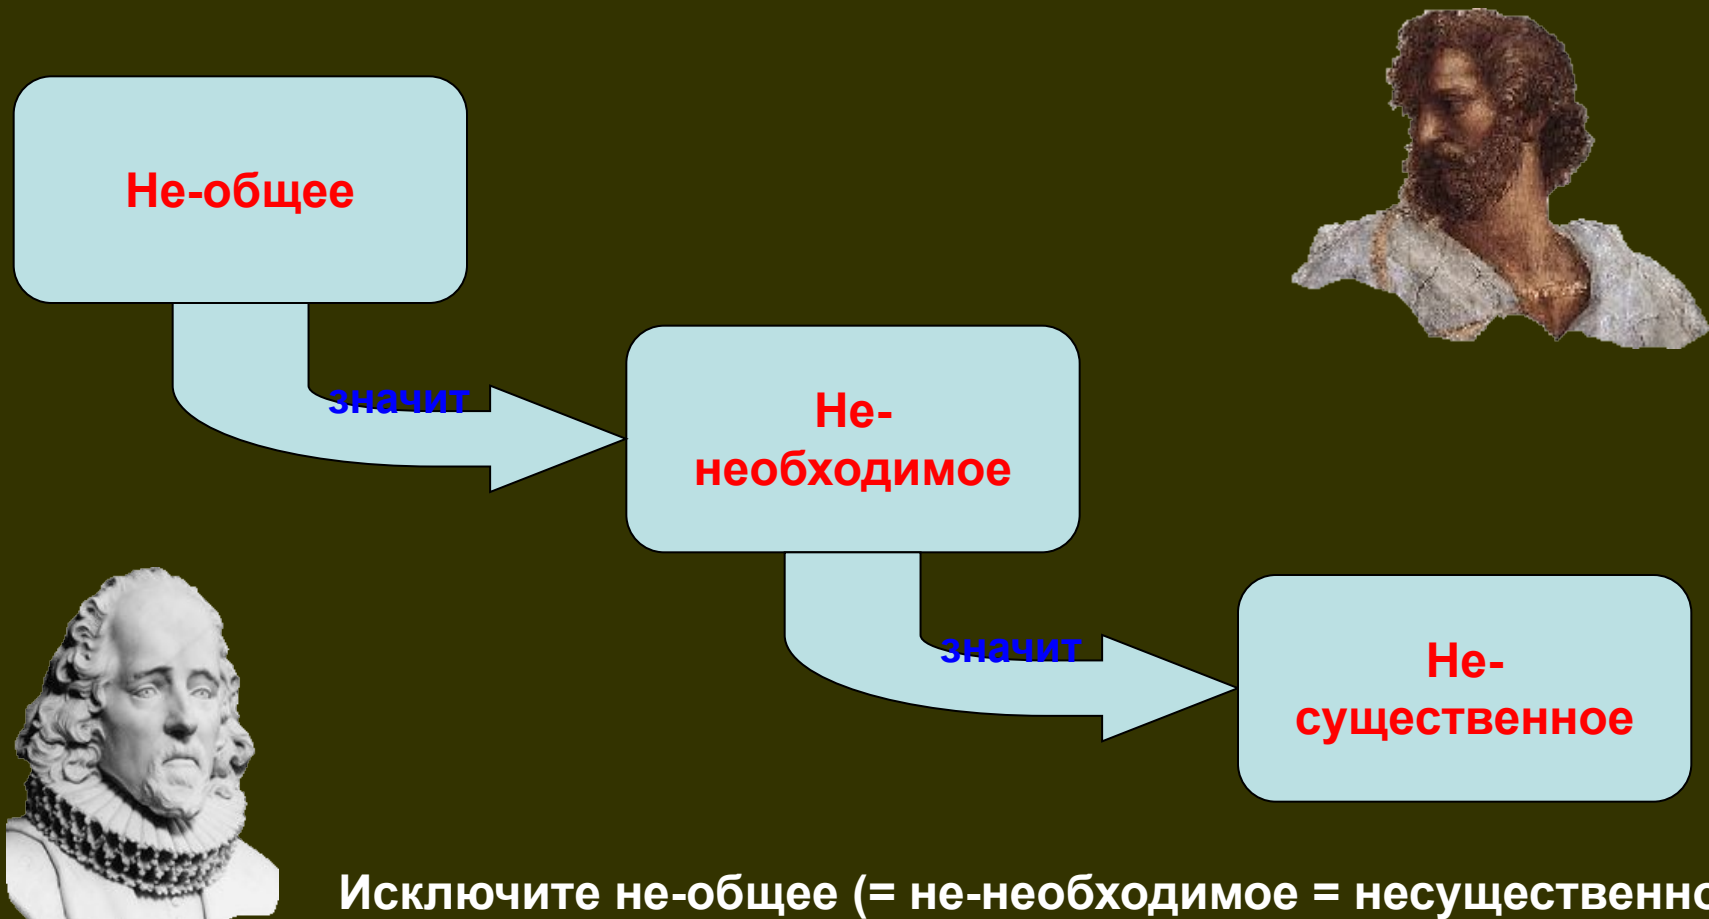 Не-общее
значит
Не-
необходимое
значит
Не-
существенное
Исключите не-общее (= не-необходимое = несущественно